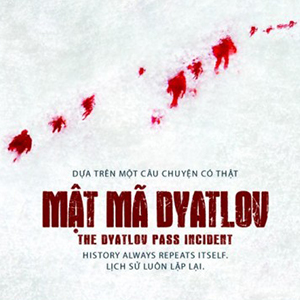 DỰA TRÊN MỘT CÂU CHUYỆN CÓ THẬT
MẬT MÃ DYATLOV
THE DYATLOV PASS INCIDENT
HISTORY ALWAYS REPEATS ITSELF.
LỊCH SỬ LUÔN LẶP LẠI.